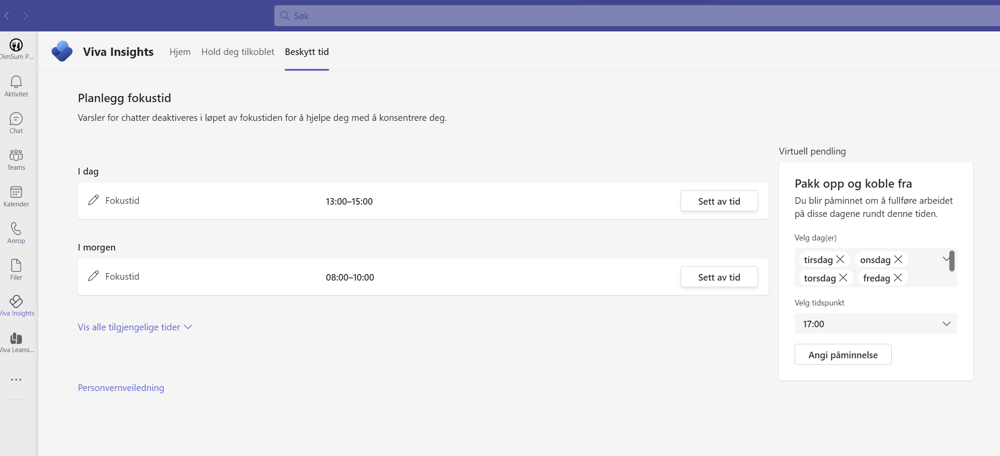 Søk
DimSum P...
Aktivitet
Chat
Teams
Kalender
Anrop
Filer
Viva Insights
Viva Learni...
Viva Insights
Hjem
Hold deg tilkoblet
Beskytt tid
Planlegg fokustid
Varsler for chatter deaktiveres i løpet av fokustiden for å hjelpe deg med å konsentrere deg.
I dag
Fokustid
13:00–15:00
Sett av tid
I morgen
Fokustid
08:00–10:00
Sett av tid
Vis alle tilgjengelige tider
Personvernveiledning
Virtuell pendling
Pakk opp og koble fra
Du blir påminnet om å fullføre arbeidet
på disse dagene rundt denne tiden.
Velg dag(er)
tirsdag
onsdag
torsdag
fredag
Velg tidspunkt
17:00
Angi påminnelse